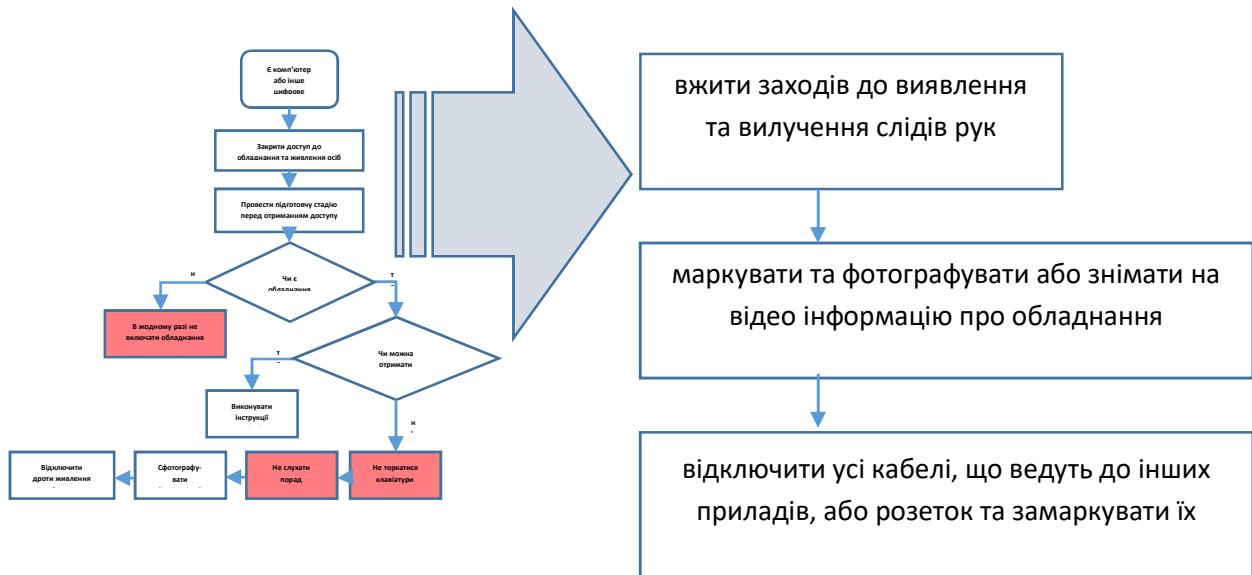 Є комп'ютер
або інше
цифрове
Закрити доступ до
обладнання та живлення осіб
Провести підготовчу стадію
перед отриманням доступу
Чи є
обладнання
н
т
В жодному разі не
включати обладнання
Чи можна
отримати
т
Виконувати
інструкції
н
Не торкатися
клавіатури
Не слухати
порад
Сфотографу-
вати
Відключити
дроти живлення
вжити заходів до виявлення
та вилучення слідів рук
маркувати та фотографувати або знімати на
відео інформацію про обладнання
відключити усі кабелі, що ведуть до інших
приладів, або розеток та замаркувати їх